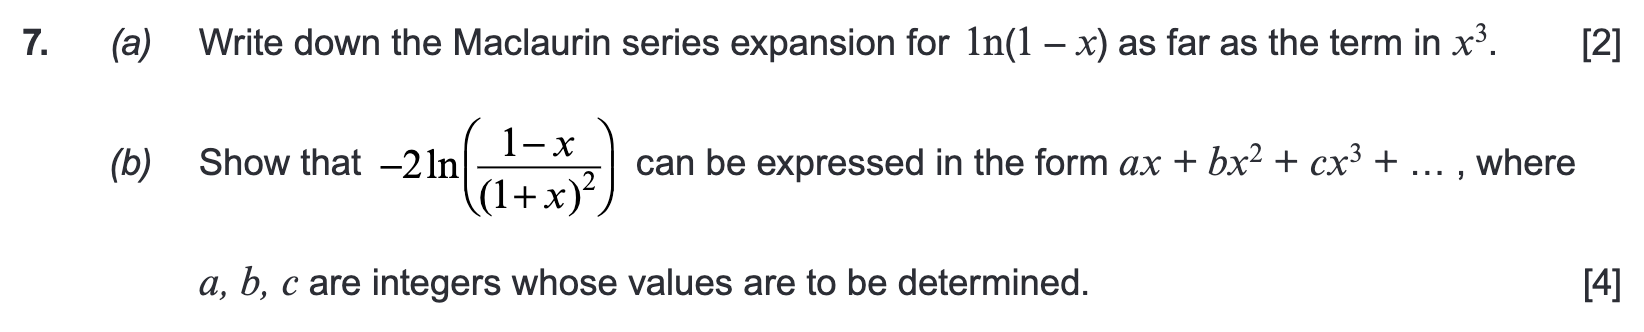 7. (a) Write down the Maclaurin series expansion for ln(1 – x) as far as the term in x³. [2]
(b) Show that –2 ln((1 – x)/(1 + x)²) can be expressed in the form ax + bx² + cx³ + … , where
a, b, c are integers whose values are to be determined. [4]